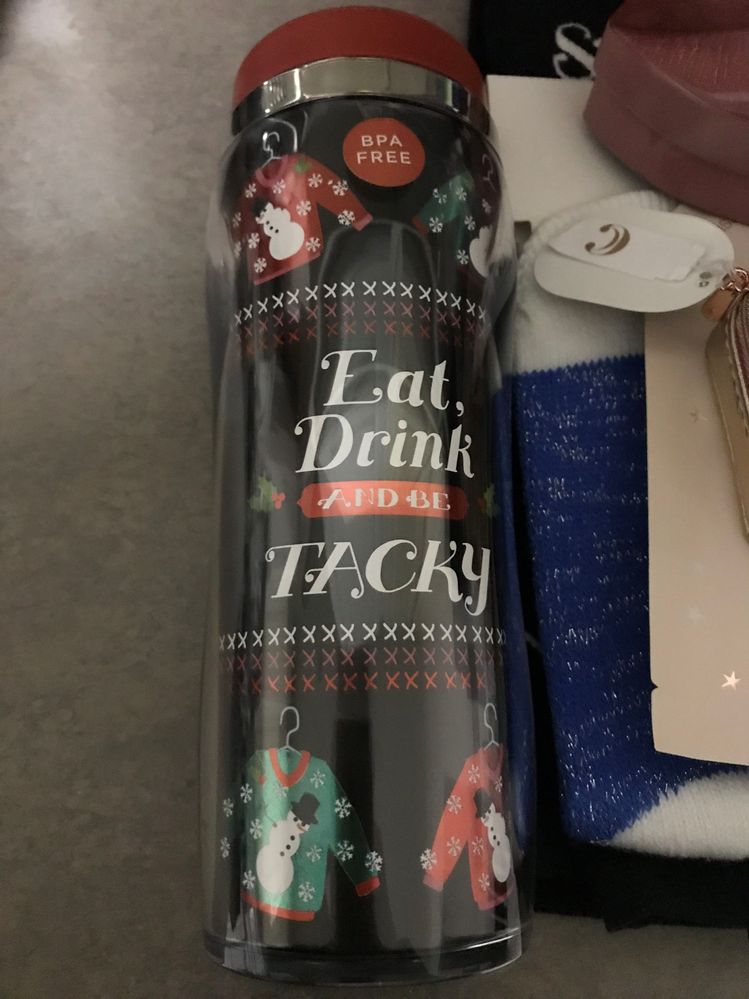 BPA
FREE
Eat,
Drink
AND BE
TACKY